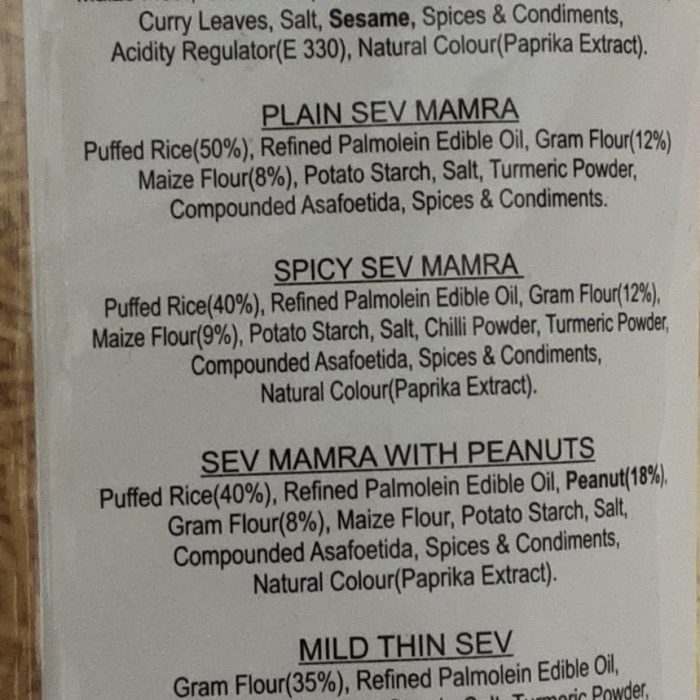 Curry Leaves, Salt, Sesame, Spices & Condiments,
Acidity Regulator(E 330), Natural Colour(Paprika Extract).
PLAIN SEV MAMRA
Puffed Rice(50%), Refined Palmolein Edible Oil, Gram Flour(12%)
Maize Flour(8%), Potato Starch, Salt, Turmeric Powder,
Compounded Asafoetida, Spices & Condiments.
SPICY SEV MAMRA
Puffed Rice(40%), Refined Palmolein Edible Oil, Gram Flour(12%),
Maize Flour(9%), Potato Starch, Salt, Chilli Powder, Turmeric Powder,
Compounded Asafoetida, Spices & Condiments,
Natural Colour(Paprika Extract).
SEV MAMRA WITH PEANUTS
Puffed Rice(40%), Refined Palmolein Edible Oil, Peanut(18%),
Gram Flour(8%), Maize Flour, Potato Starch, Salt,
Compounded Asafoetida, Spices & Condiments,
Natural Colour(Paprika Extract).
MILD THIN SEV
Gram Flour(35%), Refined Palmolein Edible Oil,
Turmeric Powder,